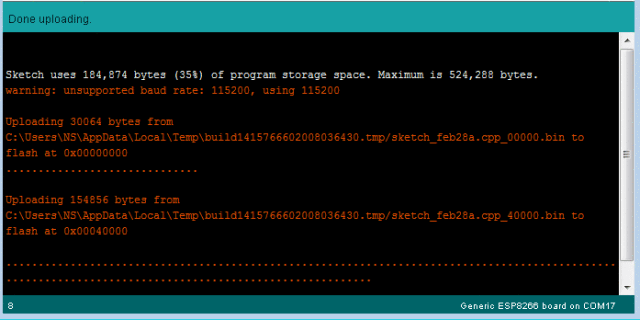 Done uploading.
Sketch uses 184,874 bytes (35%) of program storage space. Maximum is 524,288 bytes.
warning: unsupported baud rate: 115200, using 115200
Uploading 30064 bytes from
C:\Users\NS\AppData\Local\Temp\build1415766602008036430.tmp/sketch_feb28a.cpp_00000.bin to
flash at 0x00000000
..............................
Uploading 154856 bytes from
C:\Users\NS\AppData\Local\Temp\build1415766602008036430.tmp/sketch_feb28a.cpp_40000.bin to
flash at 0x00040000
...............................................................................................
.........................................................
8
Generic ESP8266 board on COM17